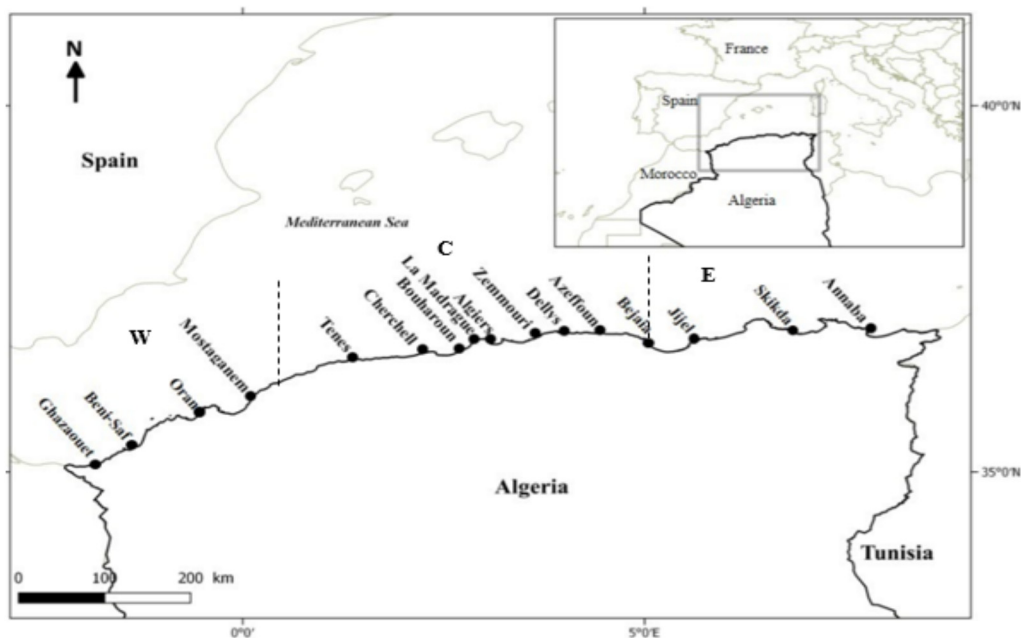 N
Spain
Mediterranean Sea
W
C
E
Ghazaouet
Beni-Saf
Oran
Mostaganem
Tenes
Cherchell
Bouharoun
La Madrague
Algiers
Zemmouri
Dellys
Azeffoun
Bejaia
Jijel
Skikda
Annaba
Algeria
Tunisia
0 100 200 km
0°0'
5°0'E
40°0'N
35°0'N
France
Spain
Morocco
Algeria